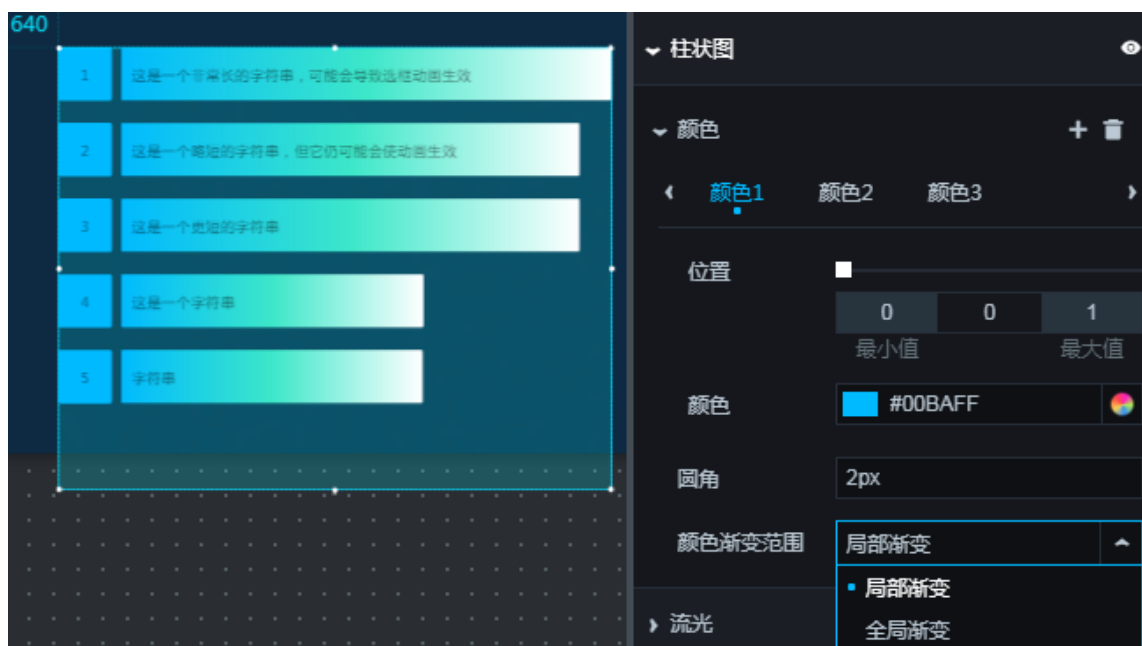 640
1 这是一个非常长的字符串，可能会导致选框动画生效
2 这是一个略短的字符串，但它仍可能会使动画生效
3 这是一个更短的字符串
4 这是一个字符串
5 字符串
柱状图
颜色
颜色1 颜色2 颜色3
位置
0 0 1
最小值 最大值
颜色 #00BAFF
圆角 2px
颜色渐变范围 局部渐变
局部渐变
流光
全局渐变